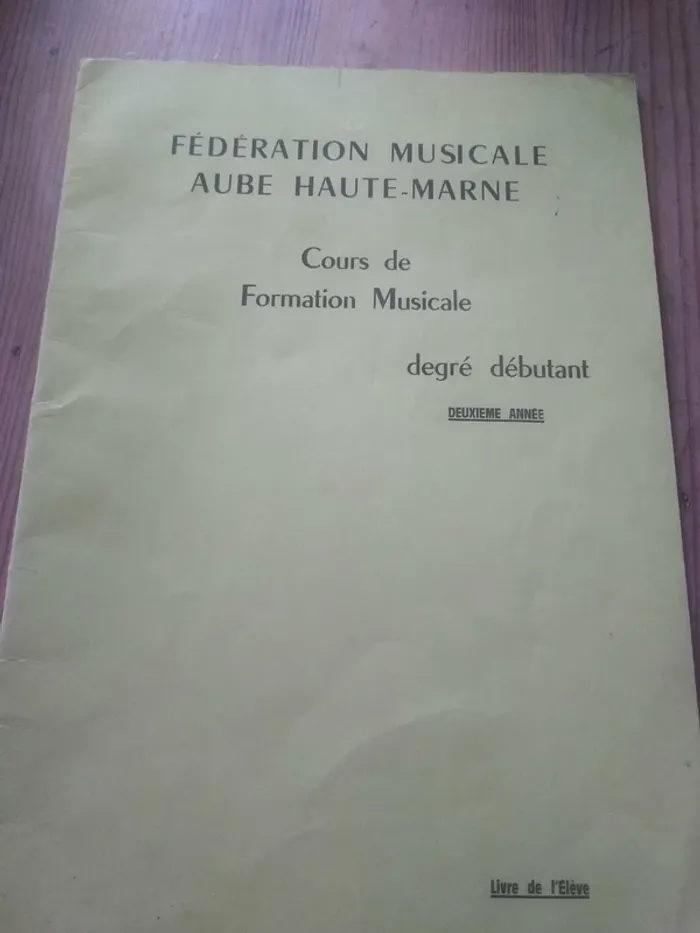 FÉDÉRATION MUSICALE
AUBE HAUTE-MARNE
Cours de
Formation Musicale
degré débutant
DEUXIEME ANNÉE
Livre de l'Elève